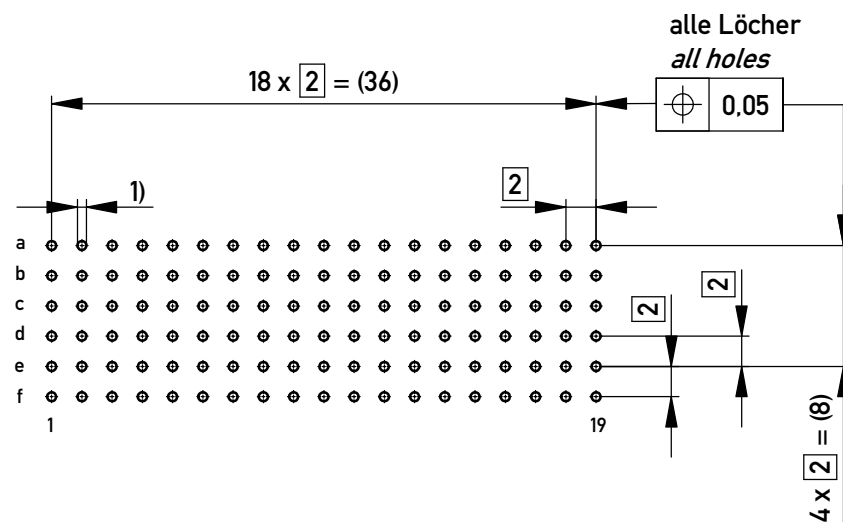 alle Löcher
all holes
18 x 2 = (36)
0,05
1)
2
a
b
2
c
2
d
e
f
1
19
4 x 2 = (8)